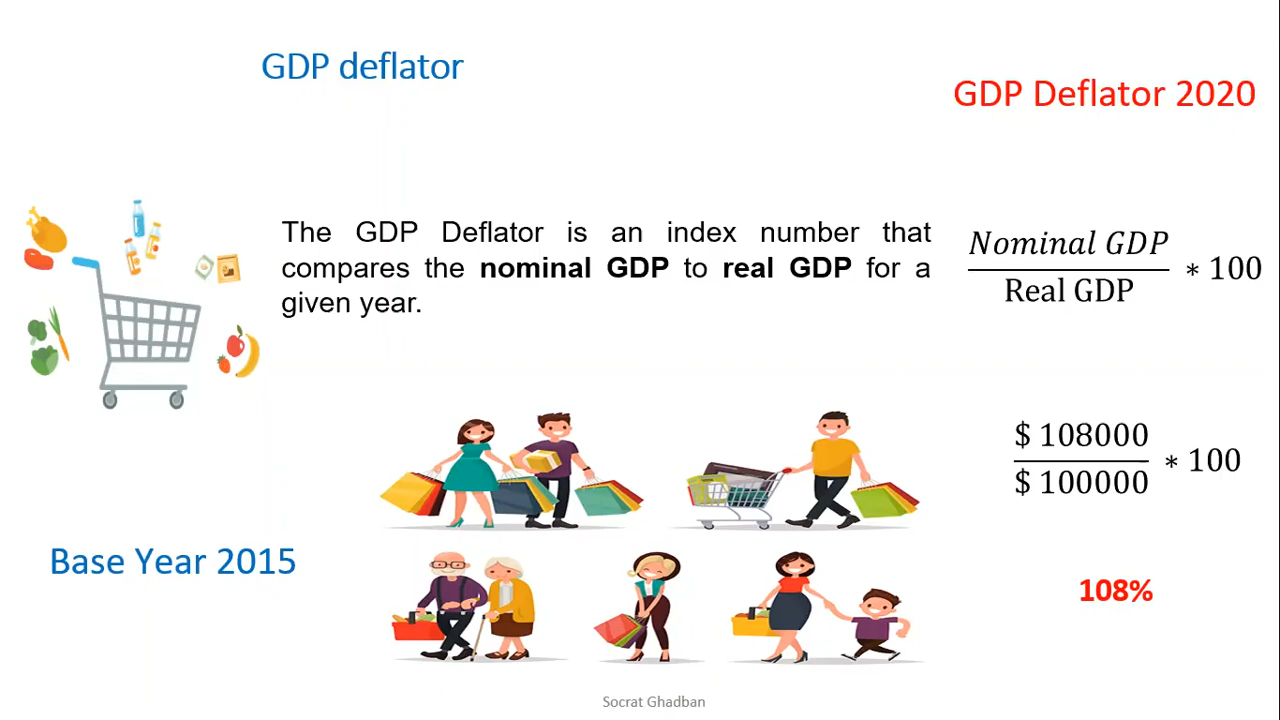 GDP deflator
GDP Deflator 2020
The GDP Deflator is an index number that
compares the nominal GDP to real GDP for a
given year.
Nominal GDP
Real GDP
∗ 100
$ 108000
$ 100000
∗ 100
Base Year 2015
108%
Socrat Ghadban